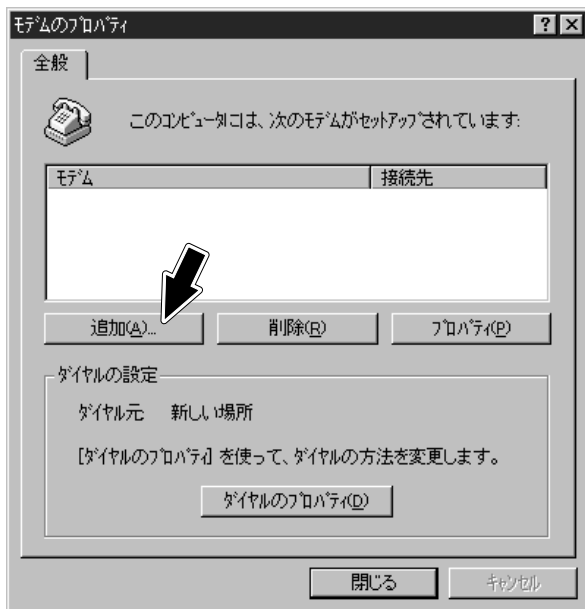 ﾓﾃﾞﾑのﾌﾟﾛﾊﾟﾃｨ
全般
このｺﾝﾋﾟｭｰﾀには、次のﾓﾃﾞﾑがｾｯﾄｱｯﾌﾟされています:
ﾓﾃﾞﾑ 接続先
追加(A)... 削除(R) ﾌﾟﾛﾊﾟﾃｨ(P)
ﾀﾞｲﾔﾙの設定
ﾀﾞｲﾔﾙ元 新しい場所
[ﾀﾞｲﾔﾙのﾌﾟﾛﾊﾟﾃｨ] を使って、ﾀﾞｲﾔﾙの方法を変更します。
ﾀﾞｲﾔﾙのﾌﾟﾛﾊﾟﾃｨ(D)
閉じる ｷｬﾝｾﾙ